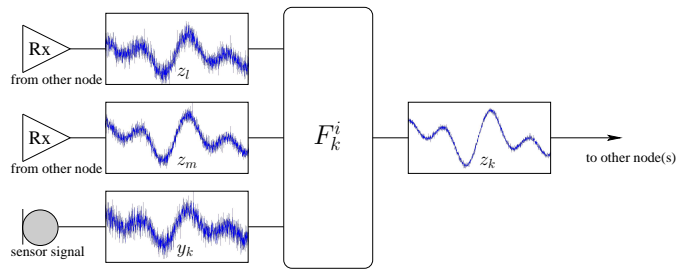 Rx
z_l
from other node
Rx
z_m
from other node
y_k
sensor signal
F_k^i
z_k
to other node(s)